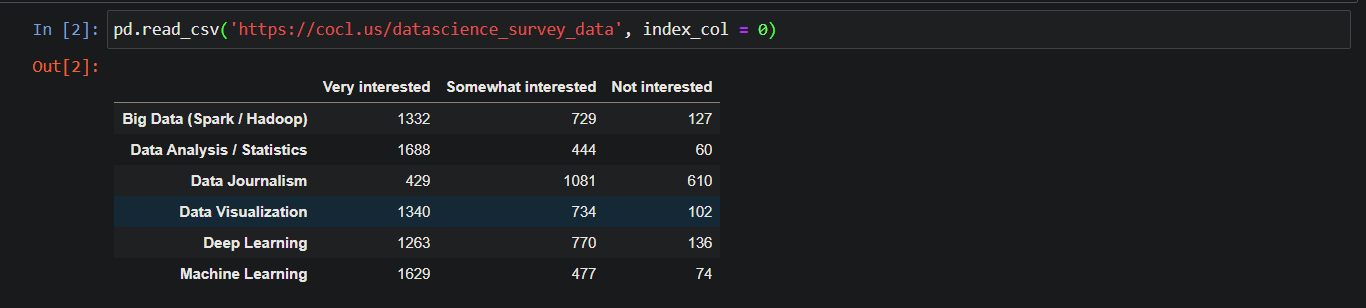 In [2]: pd.read_csv('https://cocl.us/datascience_survey_data', index_col = 0)
Out[2]:
Very interested Somewhat interested Not interested
Big Data (Spark / Hadoop) 1332 729 127
Data Analysis / Statistics 1688 444 60
Data Journalism 429 1081 610
Data Visualization 1340 734 102
Deep Learning 1263 770 136
Machine Learning 1629 477 74